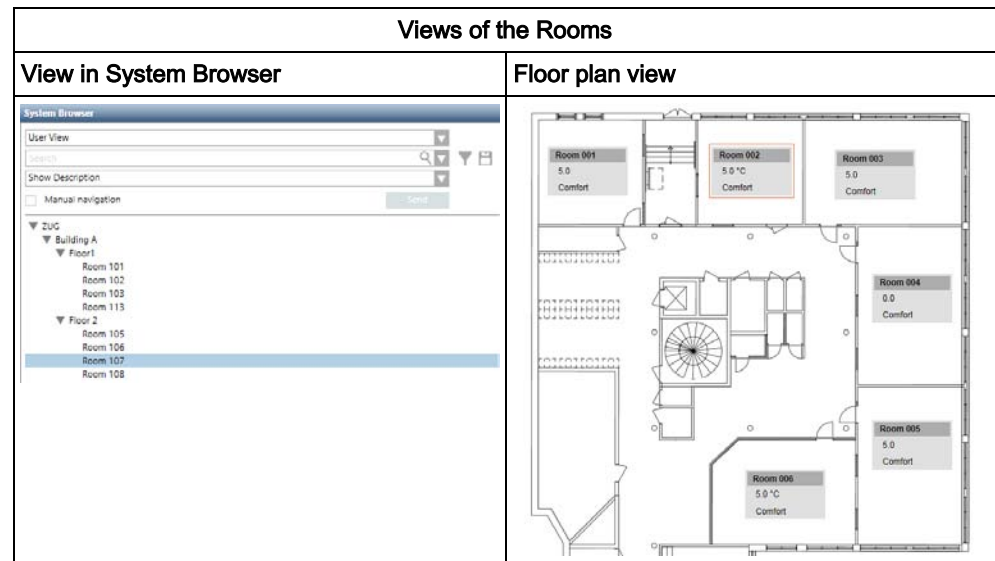 Views of the Rooms
View in System Browser
Floor plan view
System Browser
User View
Search
Show Description
Manual navigation
Send
ZUG
Building A
Floor1
Room 101
Room 102
Room 103
Room 113
Floor 2
Room 105
Room 106
Room 107
Room 108
Room 001
5.0
Comfort
Room 002
5.0 °C
Comfort
Room 003
5.0
Comfort
Room 004
0.0
Comfort
Room 005
5.0
Comfort
Room 006
5.0 °C
Comfort